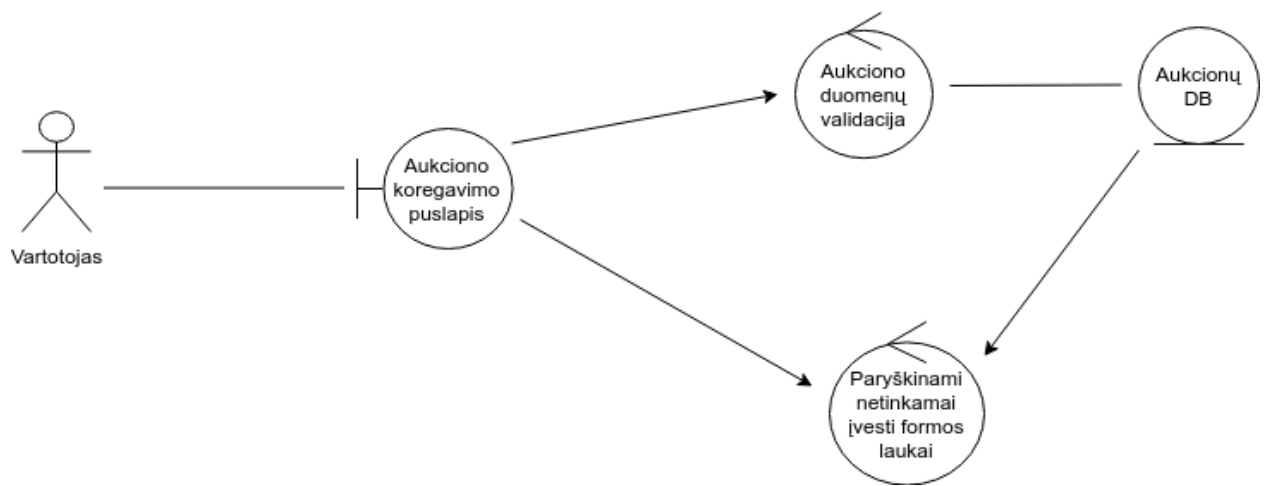 Aukciono
duomenų
validacija
Aukcionų
DB
Aukciono
koregavimo
puslapis
Vartotojas
Paryškinami
netinkamai
įvesti formos
laukai